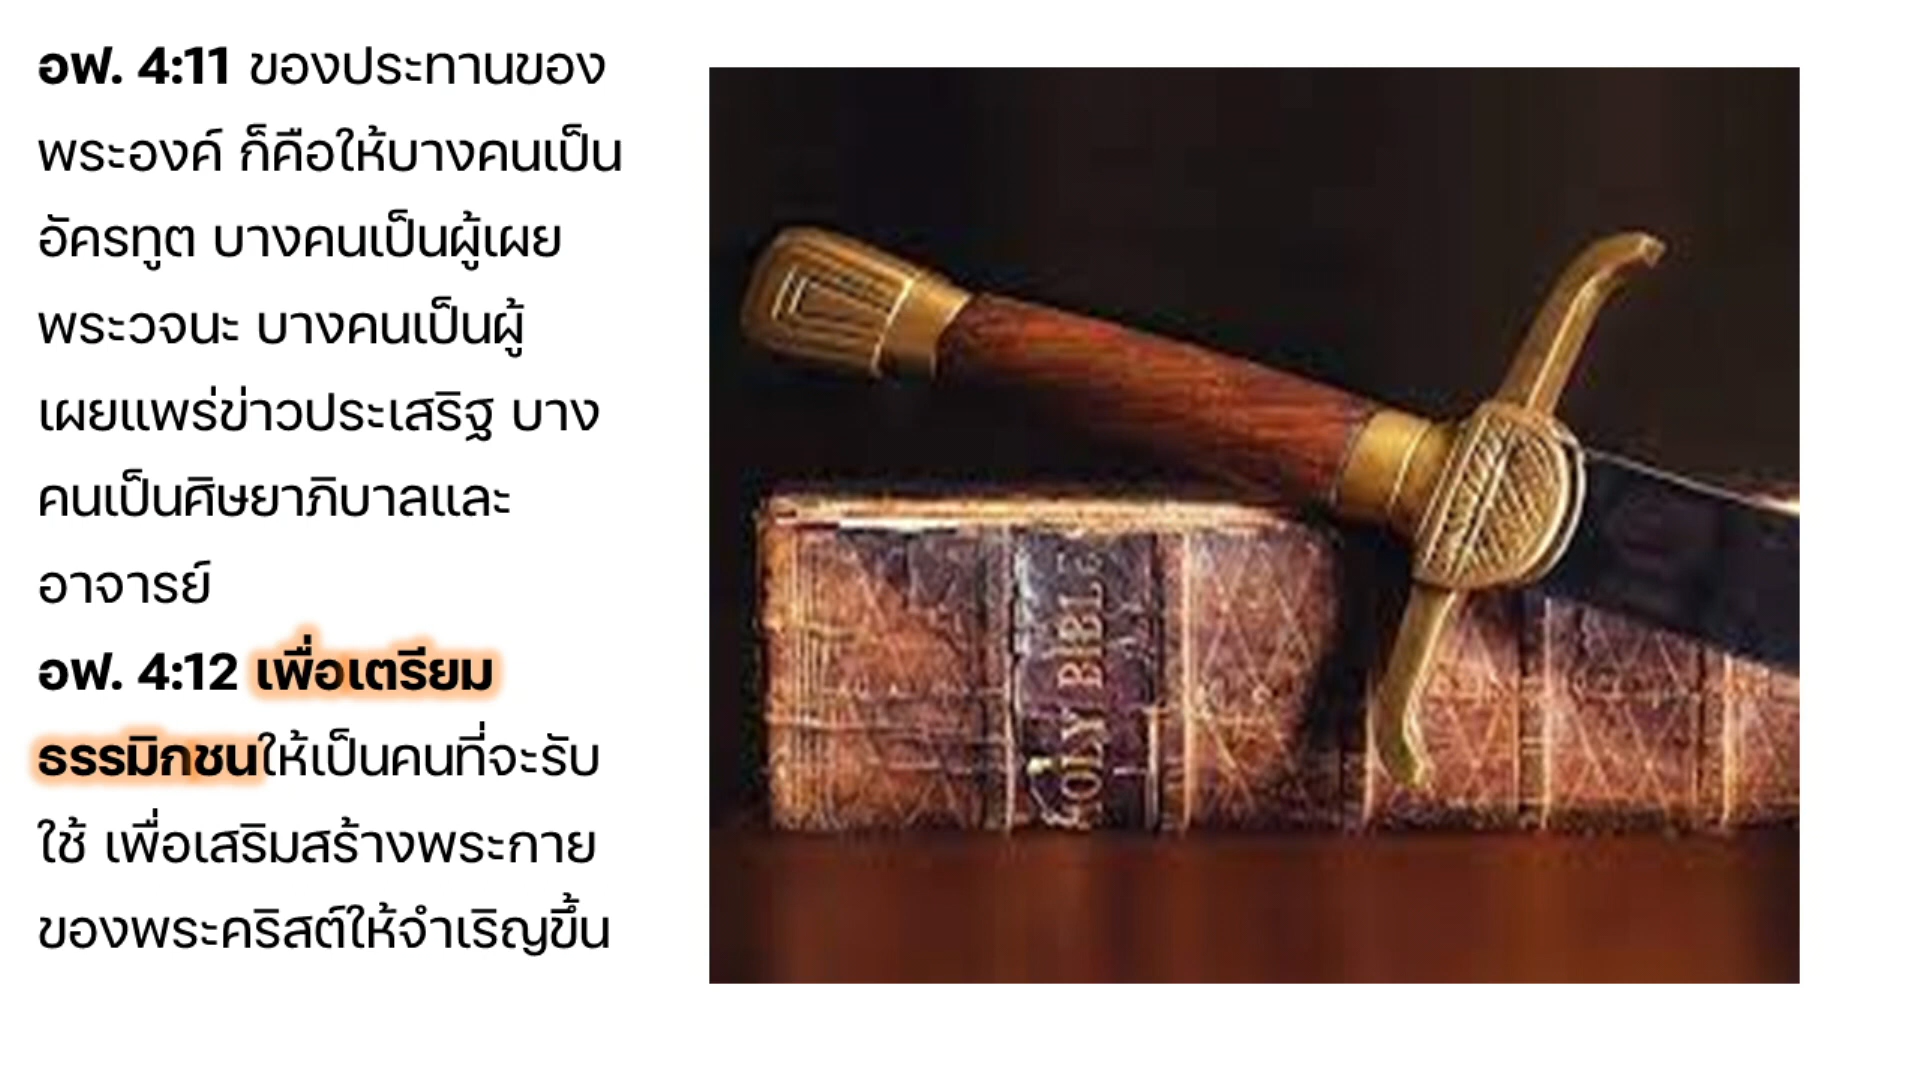 อฟ. 4:11 ของประทานของ
พระองค์ ก็คือให้บางคนเป็น
อัครทูต บางคนเป็นผู้เผย
พระวจนะ บางคนเป็นผู้
เผยแพร่ข่าวประเสริฐ บาง
คนเป็นศิษยาภิบาลและ
อาจารย์
อฟ. 4:12 เพื่อเตรียม
ธรรมิกชนให้เป็นคนที่จะรับ
ใช้ เพื่อเสริมสร้างพระกาย
ของพระคริสต์ให้จำเริญขึ้น
HOLY BIBLE